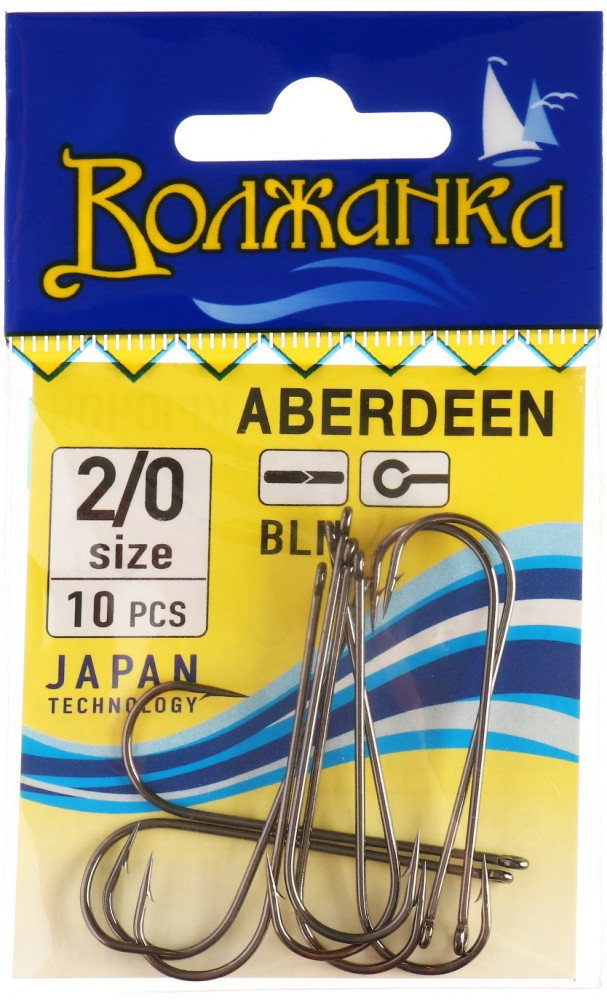 Волжанка
ABERDEEN
2/0
size
10 PCS
JAPAN
TECHNOLOGY